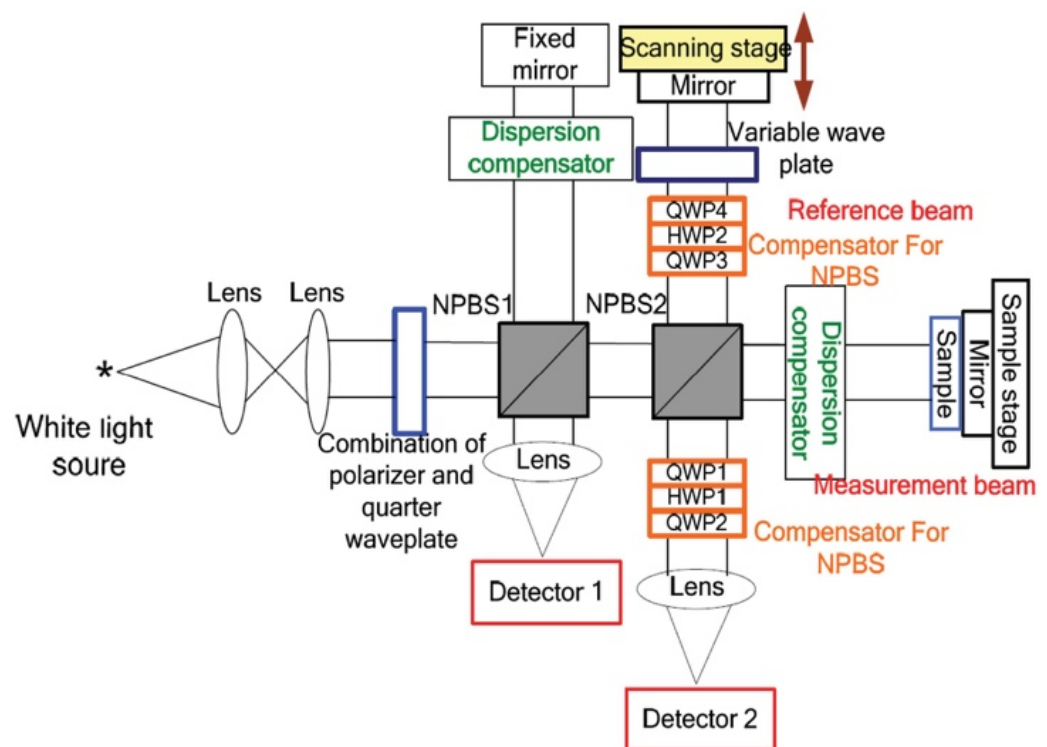 Fixed
mirror
Scanning stage
Mirror
Dispersion
compensator
Variable wave
plate
QWP4
HWP2
QWP3
Reference beam
Compensator For
NPBS
Lens
Lens
NPBS1
NPBS2
*
White light
soure
Combination of
polarizer and
quarter
waveplate
Dispersion
compensator
Sample
Mirror
Sample stage
Measurement beam
Lens
QWP1
HWP1
QWP2
Compensator For
NPBS
Detector 1
Lens
Detector 2